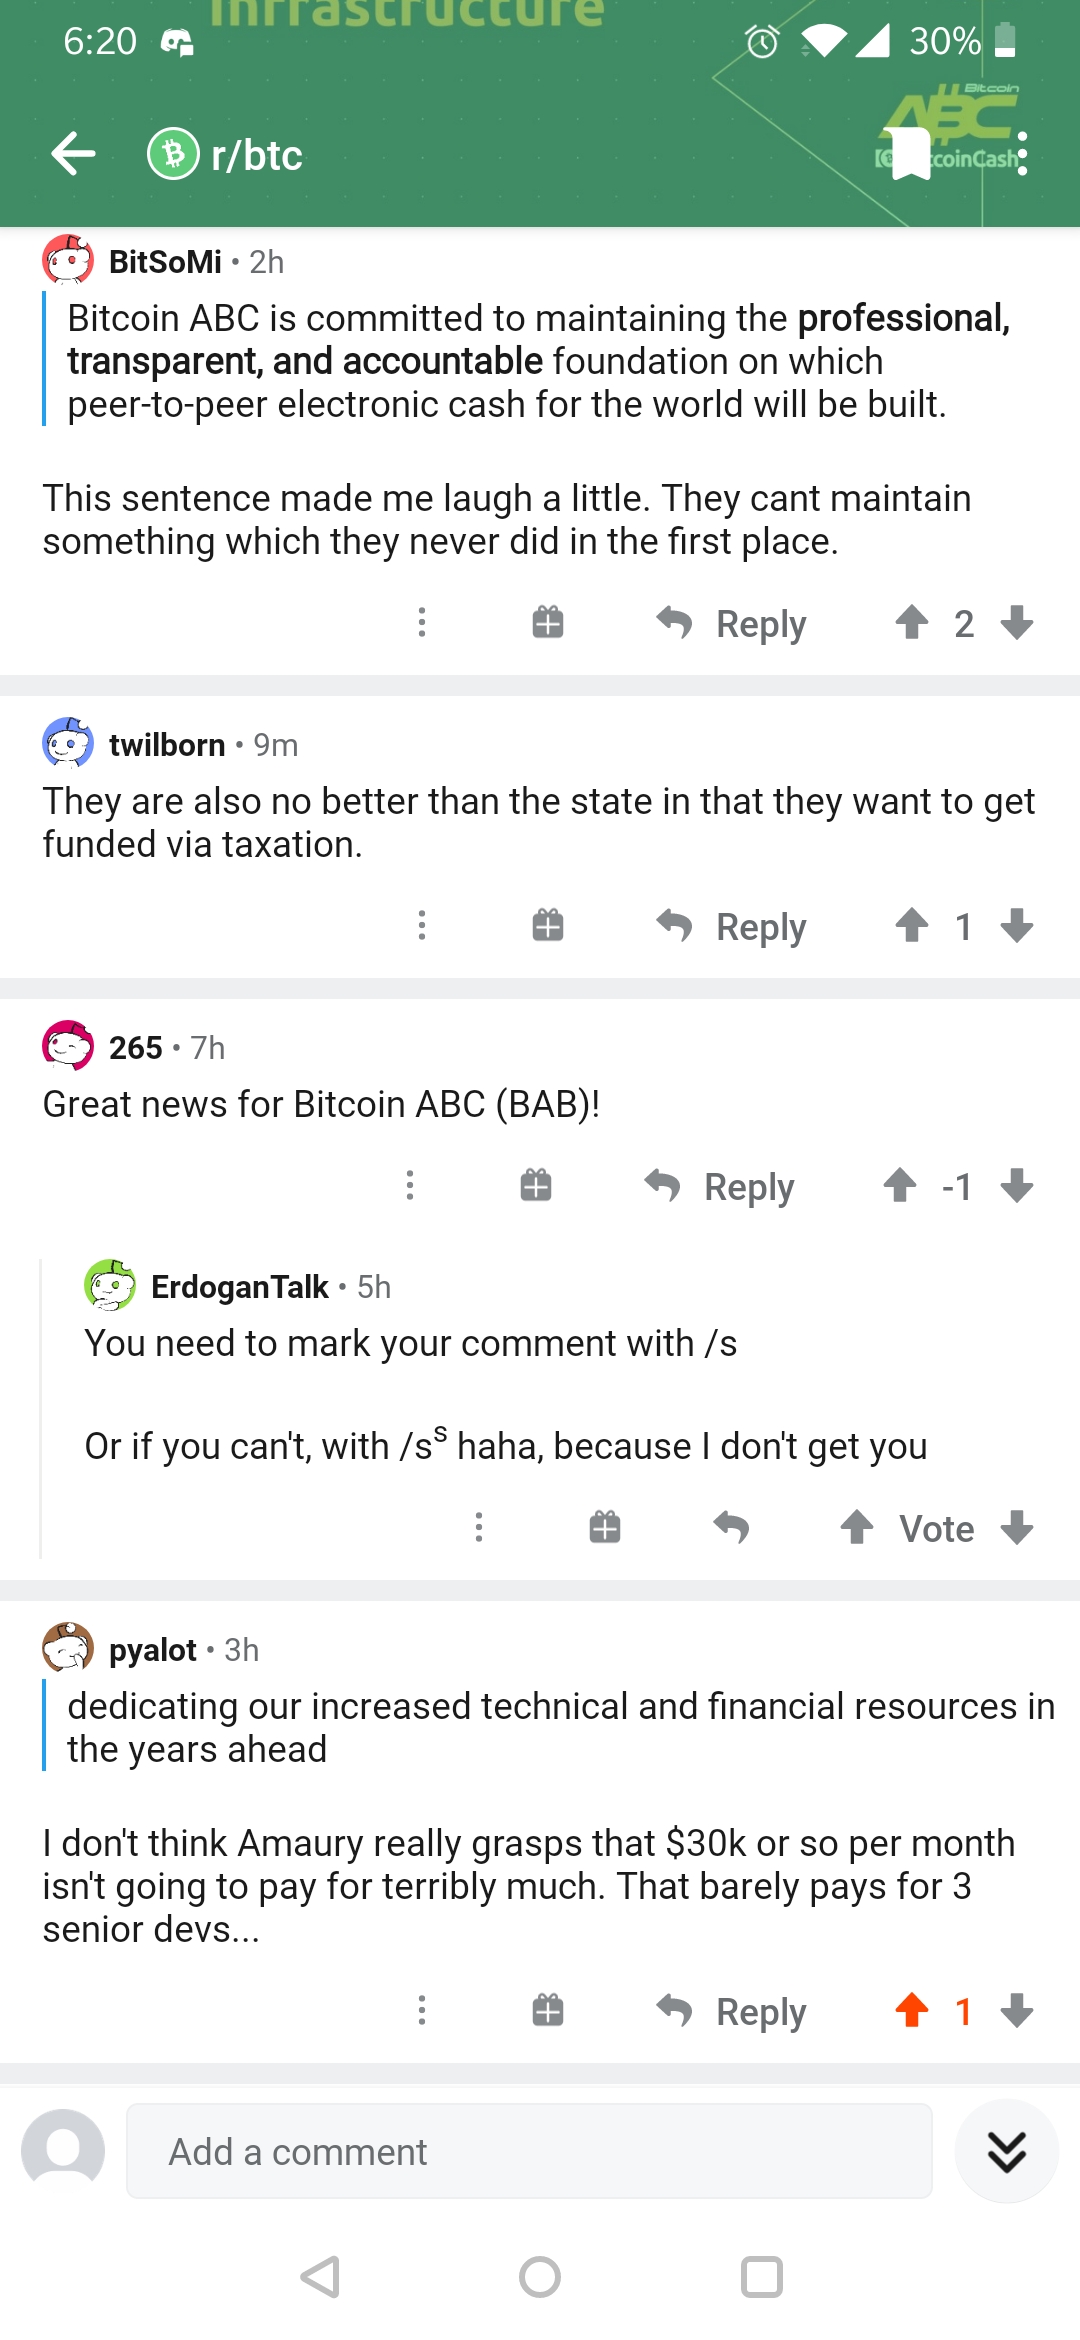 Infrastructure
6:20
30%
Bitcoin
ABC
r/btc
coinCash
BitSoMi • 2h
Bitcoin ABC is committed to maintaining the professional,
transparent, and accountable foundation on which
peer-to-peer electronic cash for the world will be built.
This sentence made me laugh a little. They cant maintain
something which they never did in the first place.
Reply 2
twilborn • 9m
They are also no better than the state in that they want to get
funded via taxation.
Reply 1
265 • 7h
Great news for Bitcoin ABC (BAB)!
Reply -1
ErdoganTalk • 5h
You need to mark your comment with /s
Or if you can't, with /sˢ haha, because I don't get you
Vote
pyalot • 3h
dedicating our increased technical and financial resources in
the years ahead
I don't think Amaury really grasps that $30k or so per month
isn't going to pay for terribly much. That barely pays for 3
senior devs...
Reply 1
Add a comment